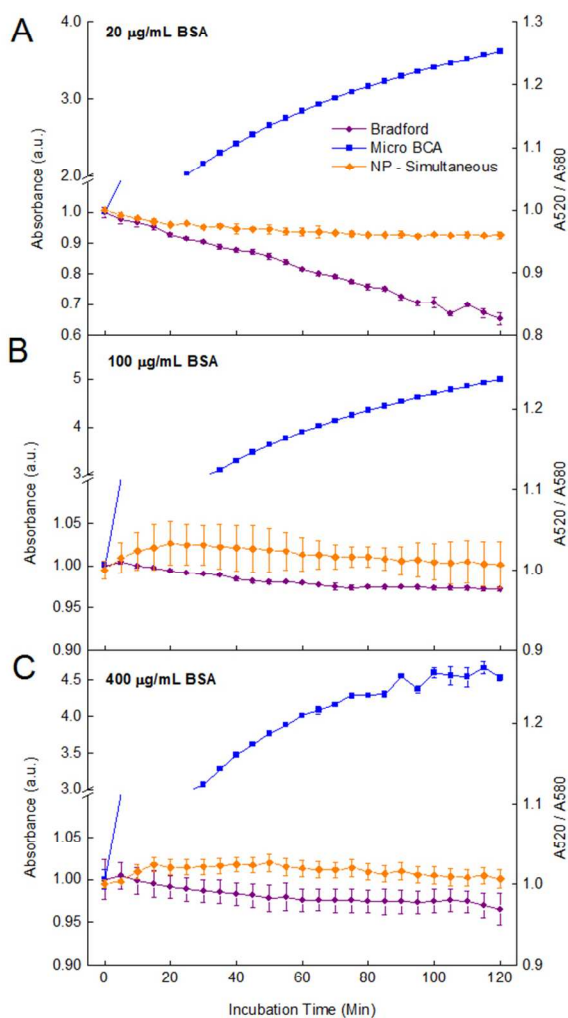 A
20 µg/mL BSA
4.0
3.0
2.0
1.0
0.9
0.8
0.7
0.6
Absorbance (a.u.)
Bradford
Micro BCA
NP - Simultaneous
1.3
1.2
1.1
1.0
0.9
0.8
A520 / A580
B
100 µg/mL BSA
5
4
3
1.05
1.00
0.95
0.90
Absorbance (a.u.)
1.2
1.1
1.0
0.9
A520 / A580
C
400 µg/mL BSA
4.5
3.5
3.0
1.05
1.00
0.95
0.90
Absorbance (a.u.)
1.2
1.1
1.0
0.9
A520 / A580
0 20 40 60 80 100 120
Incubation Time (Min)